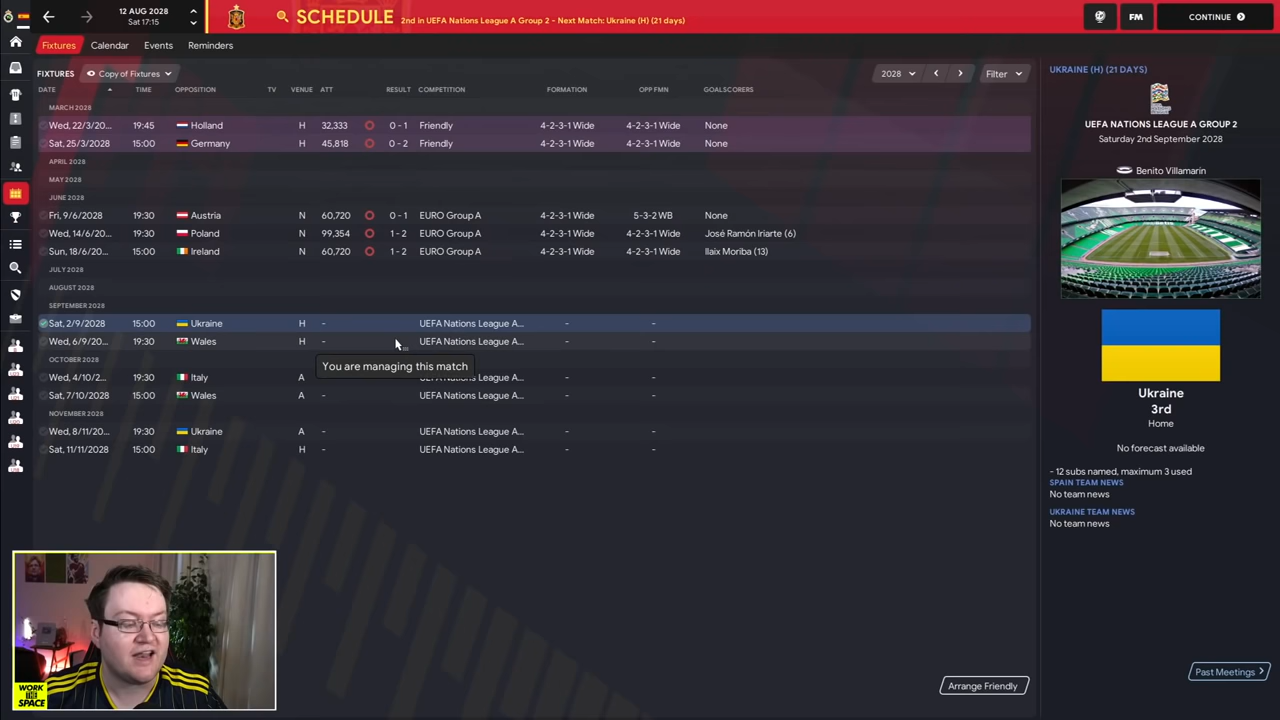 12 AUG 2028
Sat 17:15
SCHEDULE
2nd in UEFA Nations League A Group 2 - Next Match: Ukraine (H) (21 days)
FM
CONTINUE
Fixtures Calendar Events Reminders
FIXTURES Copy of Fixtures 2028 Filter
DATE TIME OPPOSITION TV VENUE ATT RESULT COMPETITION FORMATION OPP FMN GOALSCORERS
MARCH 2028
Wed, 22/3/20... 19:45 Holland H 32,333 0 - 1 Friendly 4-2-3-1 Wide 4-2-3-1 Wide None
Sat, 25/3/2028 15:00 Germany H 45,818 0 - 2 Friendly 4-2-3-1 Wide 4-2-3-1 Wide None
APRIL 2028
MAY 2028
JUNE 2028
Fri, 9/6/2028 19:30 Austria N 60,720 0 - 1 EURO Group A 4-2-3-1 Wide 5-3-2 WB None
Wed, 14/6/20... 19:30 Poland N 99,354 1 - 2 EURO Group A 4-2-3-1 Wide 4-2-3-1 Wide José Ramón Iriarte (6)
Sun, 18/6/20... 15:00 Ireland N 60,720 1 - 2 EURO Group A 4-2-3-1 Wide 4-2-3-1 Wide Ilaix Moriba (13)
JULY 2028
AUGUST 2028
SEPTEMBER 2028
Sat, 2/9/2028 15:00 Ukraine H - UEFA Nations League A... - -
Wed, 6/9/20... 19:30 Wales H - UEFA Nations League A... - -
OCTOBER 2028
You are managing this match
Wed, 4/10/2... 19:30 Italy A UEFA Nations League A... - -
Sat, 7/10/2028 15:00 Wales A - UEFA Nations League A... - -
NOVEMBER 2028
Wed, 8/11/20... 19:30 Ukraine A - UEFA Nations League A... - -
Sat, 11/11/2028 15:00 Italy H - UEFA Nations League A... - -
Arrange Friendly
UKRAINE (H) (21 DAYS)
UEFA NATIONS LEAGUE A GROUP 2
Saturday 2nd September 2028
Benito Villamarin
Ukraine
3rd
Home
No forecast available
- 12 subs named, maximum 3 used
SPAIN TEAM NEWS
No team news
UKRAINE TEAM NEWS
No team news
Past Meetings
WORK
THE
SPACE